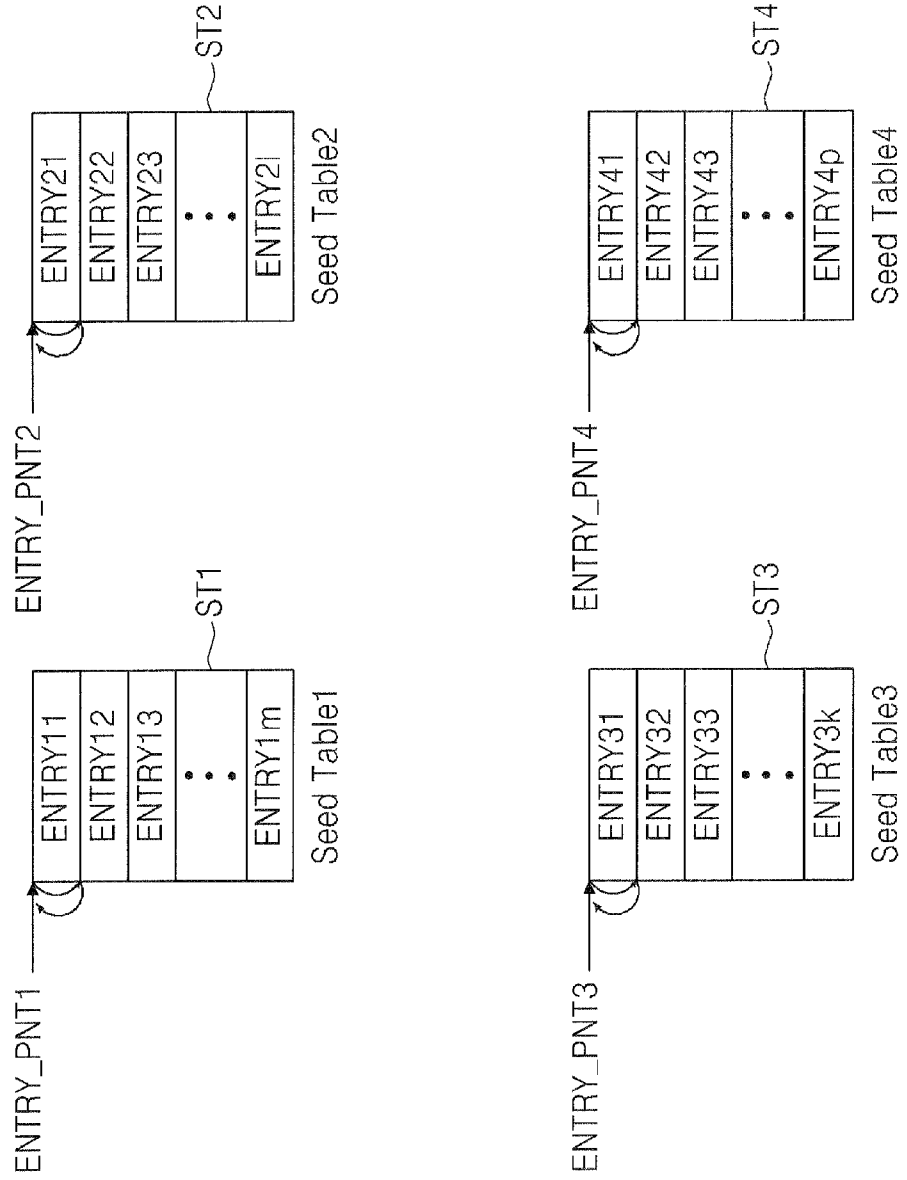 ENTRY_PNT1
ENTRY11
ENTRY12
ENTRY13
ENTRY1m
ST1
Seed Table1
ENTRY_PNT2
ENTRY21
ENTRY22
ENTRY23
ENTRY2l
ST2
Seed Table2
ENTRY_PNT3
ENTRY31
ENTRY32
ENTRY33
ENTRY3k
ST3
Seed Table3
ENTRY_PNT4
ENTRY41
ENTRY42
ENTRY43
ENTRY4p
ST4
Seed Table4